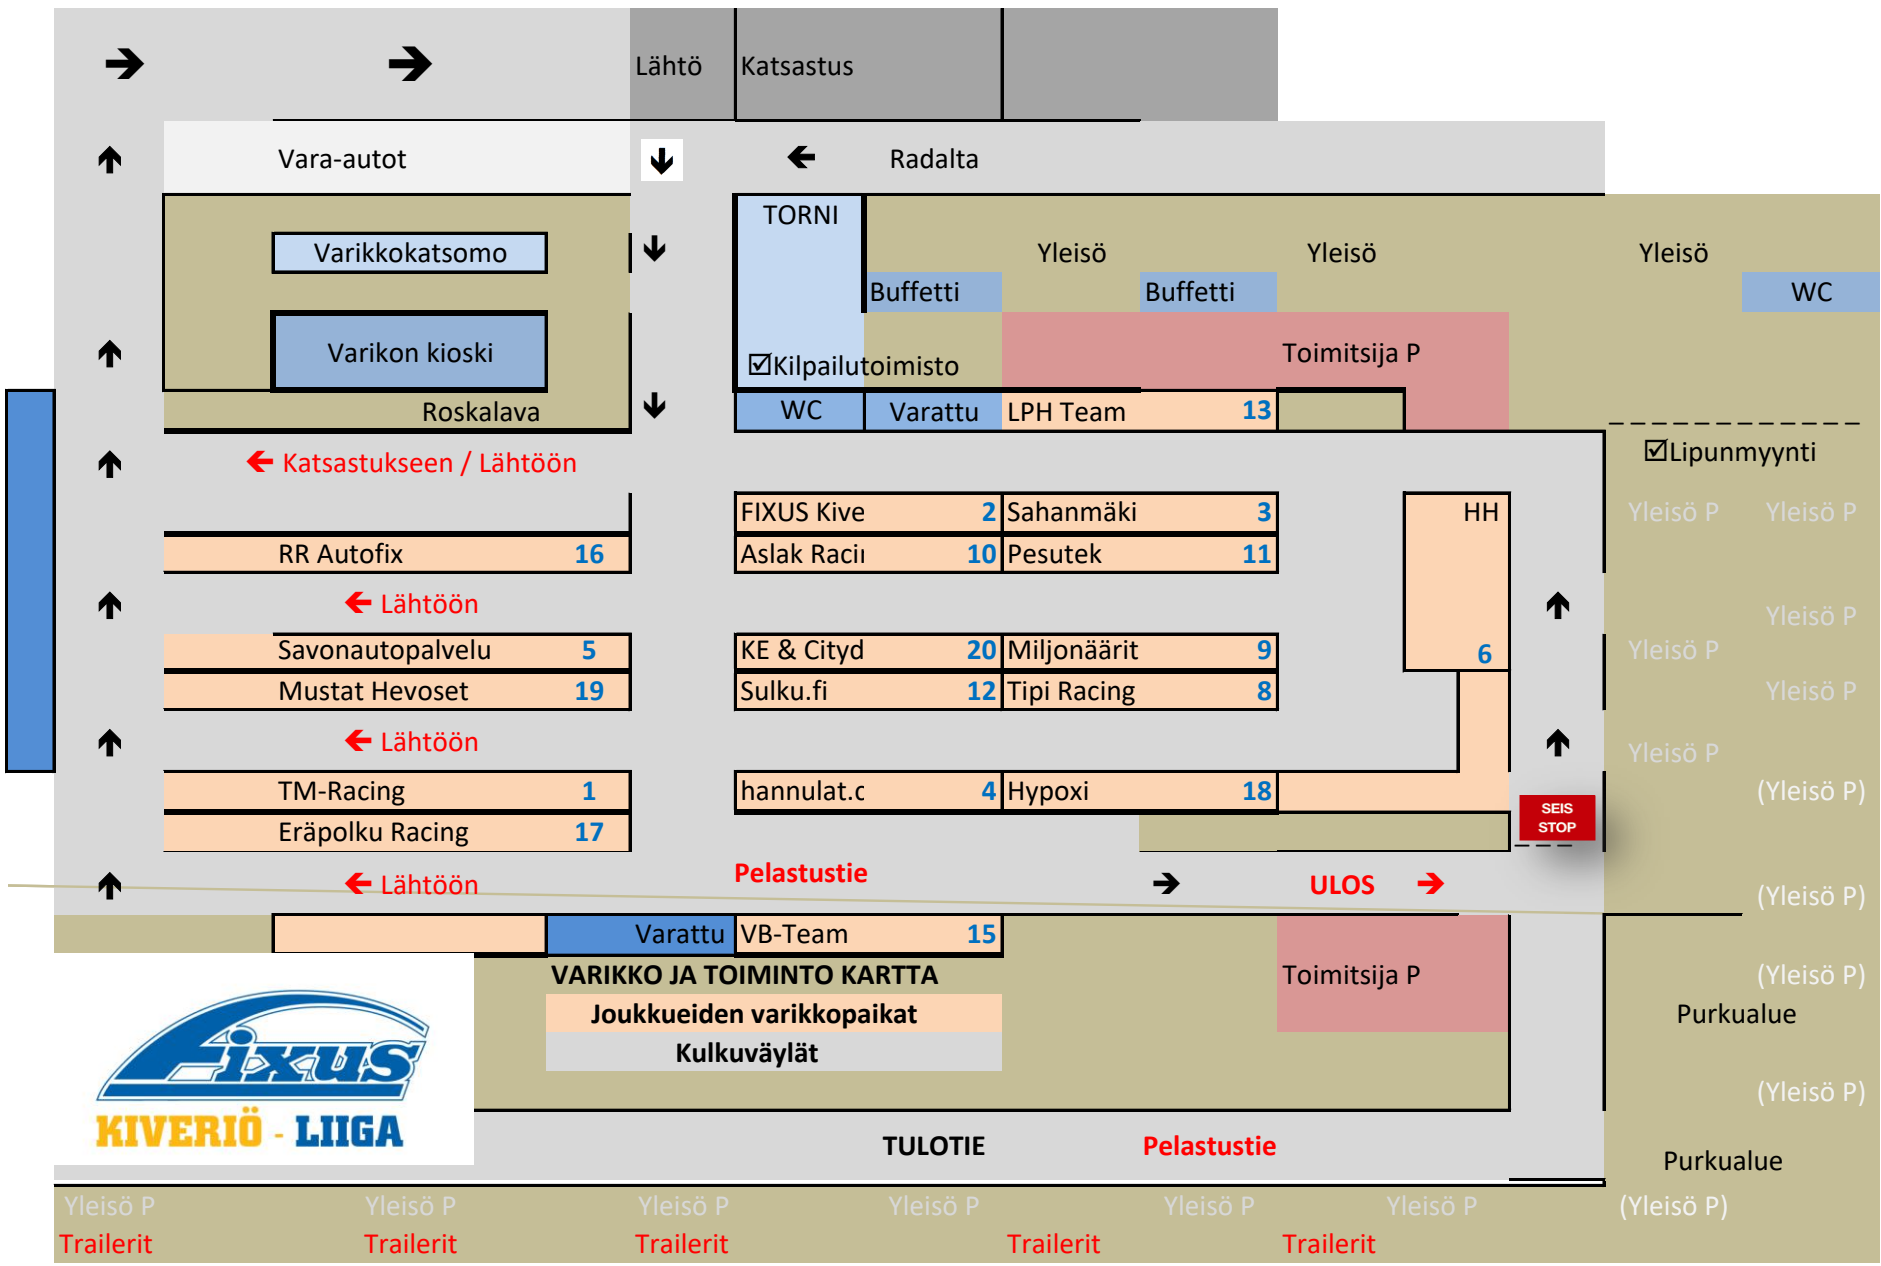 Lähtö Katsastus
Vara-autot Radalta
TORNI
Varikkokatsomo Yleisö Yleisö Yleisö
Buffetti Buffetti WC
Varikon kioski Toimitsija P
☑Kilpailutoimisto
Roskalava WC Varattu LPH Team 13
☑Lipunmyynti
Katsastukseen / Lähtöön
FIXUS Kive 2 Sahanmäki 3 HH Yleisö P Yleisö P
RR Autofix 16 Aslak Racin 10 Pesutek 11
Lähtöön Yleisö P
Savonautopalvelu 5 KE & Cityd 20 Miljonäärit 9 6 Yleisö P
Mustat Hevoset 19 Sulku.fi 12 Tipi Racing 8 Yleisö P
Lähtöön Yleisö P
TM-Racing 1 hannulat.c 4 Hypoxi 18 (Yleisö P)
SEIS
STOP
Eräpolku Racing 17
Pelastustie
Lähtöön ULOS (Yleisö P)
Varattu VB-Team 15
VARIKKO JA TOIMINTO KARTTA Toimitsija P (Yleisö P)
Joukkueiden varikkopaikat Purkualue
Kulkuväylät
Fixus
(Yleisö P)
KIVERIÖ - LIIGA
TULOTIE Pelastustie
Purkualue
Yleisö P Yleisö P Yleisö P Yleisö P Yleisö P Yleisö P (Yleisö P)
Trailerit Trailerit Trailerit Trailerit Trailerit